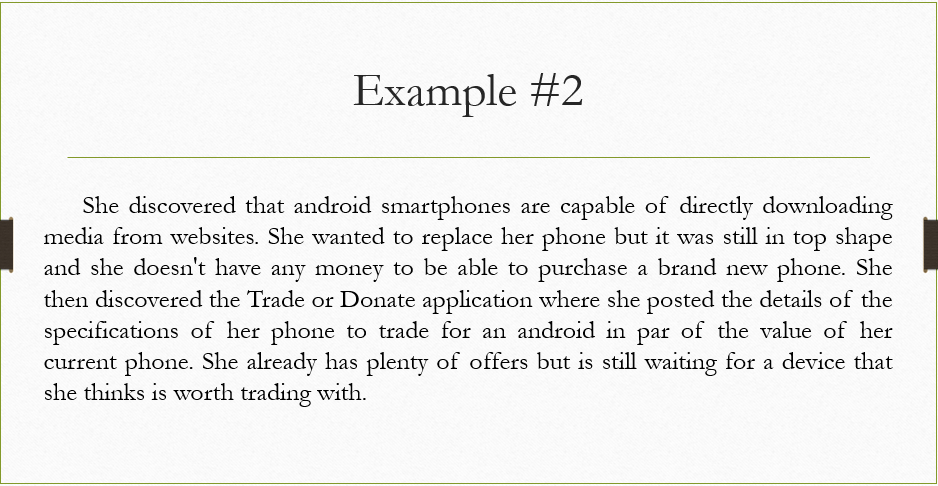 Example #2
She discovered that android smartphones are capable of directly downloading
media from websites. She wanted to replace her phone but it was still in top shape
and she doesn't have any money to be able to purchase a brand new phone. She
then discovered the Trade or Donate application where she posted the details of the
specifications of her phone to trade for an android in par of the value of her
current phone. She already has plenty of offers but is still waiting for a device that
she thinks is worth trading with.